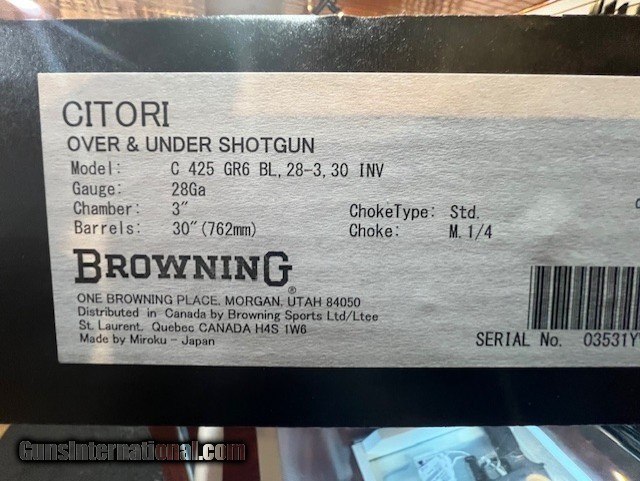 CITORI
OVER & UNDER SHOTGUN
Model: C 425 GR6 BL,28-3,30 INV
Gauge: 28Ga
Chamber: 3" ChokeType: Std.
Barrels: 30"(762mm) Choke: M.1/4
BROWNING®
ONE BROWNING PLACE. MORGAN. UTAH 84050
Distributed in Canada by Browning Sports Ltd/Ltee
St. Laurent. Quebec CANADA H4S 1W6
Made by Miroku - Japan
SERIAL No. 03531Y
GunsInternational.com